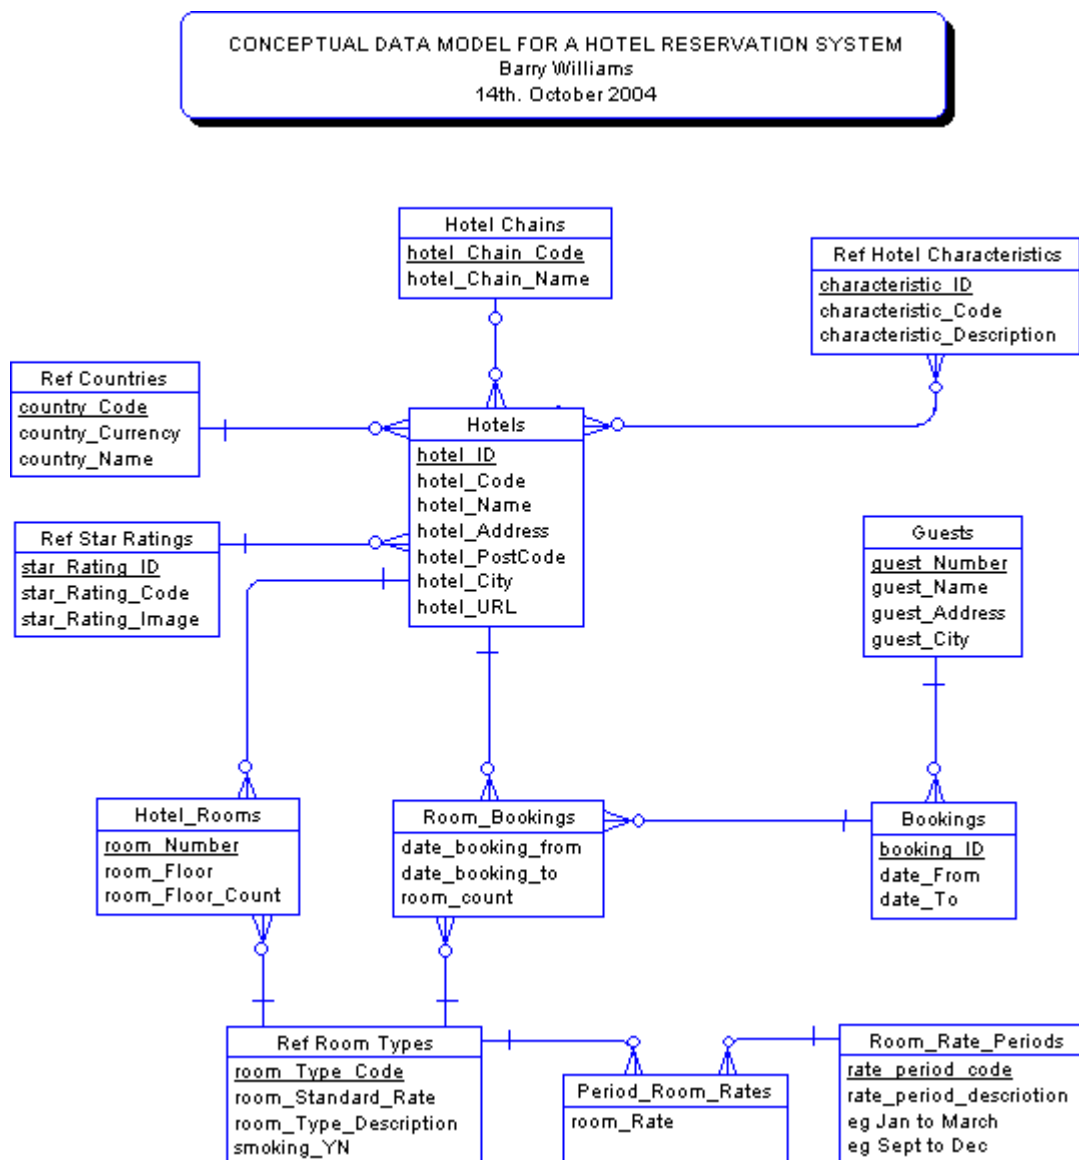 CONCEPTUAL DATA MODEL FOR A HOTEL RESERVATION SYSTEM
Barry Williams
14th. October 2004
Hotel Chains
hotel_Chain_Code
hotel_Chain_Name
Ref Hotel Characteristics
characteristic_ID
characteristic_Code
characteristic_Description
Ref Countries
country_Code
country_Currency
country_Name
Hotels
hotel_ID
hotel_Code
hotel_Name
hotel_Address
hotel_PostCode
hotel_City
hotel_URL
Ref Star Ratings
star_Rating_ID
star_Rating_Code
star_Rating_Image
Guests
guest_Number
guest_Name
guest_Address
guest_City
Hotel_Rooms
room_Number
room_Floor
room_Floor_Count
Room_Bookings
date_booking_from
date_booking_to
room_count
Bookings
booking_ID
date_From
date_To
Ref Room Types
room_Type_Code
room_Standard_Rate
room_Type_Description
smoking_YN
Period_Room_Rates
room_Rate
Room_Rate_Periods
rate_period_code
rate_period_desciotion
eg Jan to March
eg Sept to Dec